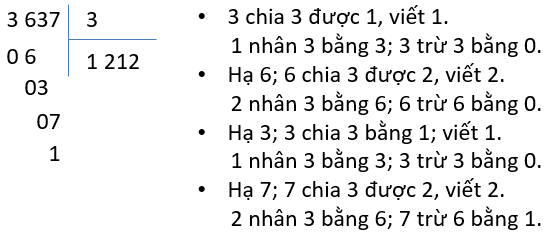 3 637 3
0 6 1 212
03
07
1
• 3 chia 3 được 1, viết 1.
1 nhân 3 bằng 3; 3 trừ 3 bằng 0.
• Hạ 6; 6 chia 3 được 2, viết 2.
2 nhân 3 bằng 6; 6 trừ 6 bằng 0.
• Hạ 3; 3 chia 3 bằng 1; viết 1.
1 nhân 3 bằng 3; 3 trừ 3 bằng 0.
• Hạ 7; 7 chia 3 được 2, viết 2.
2 nhân 3 bằng 6; 7 trừ 6 bằng 1.